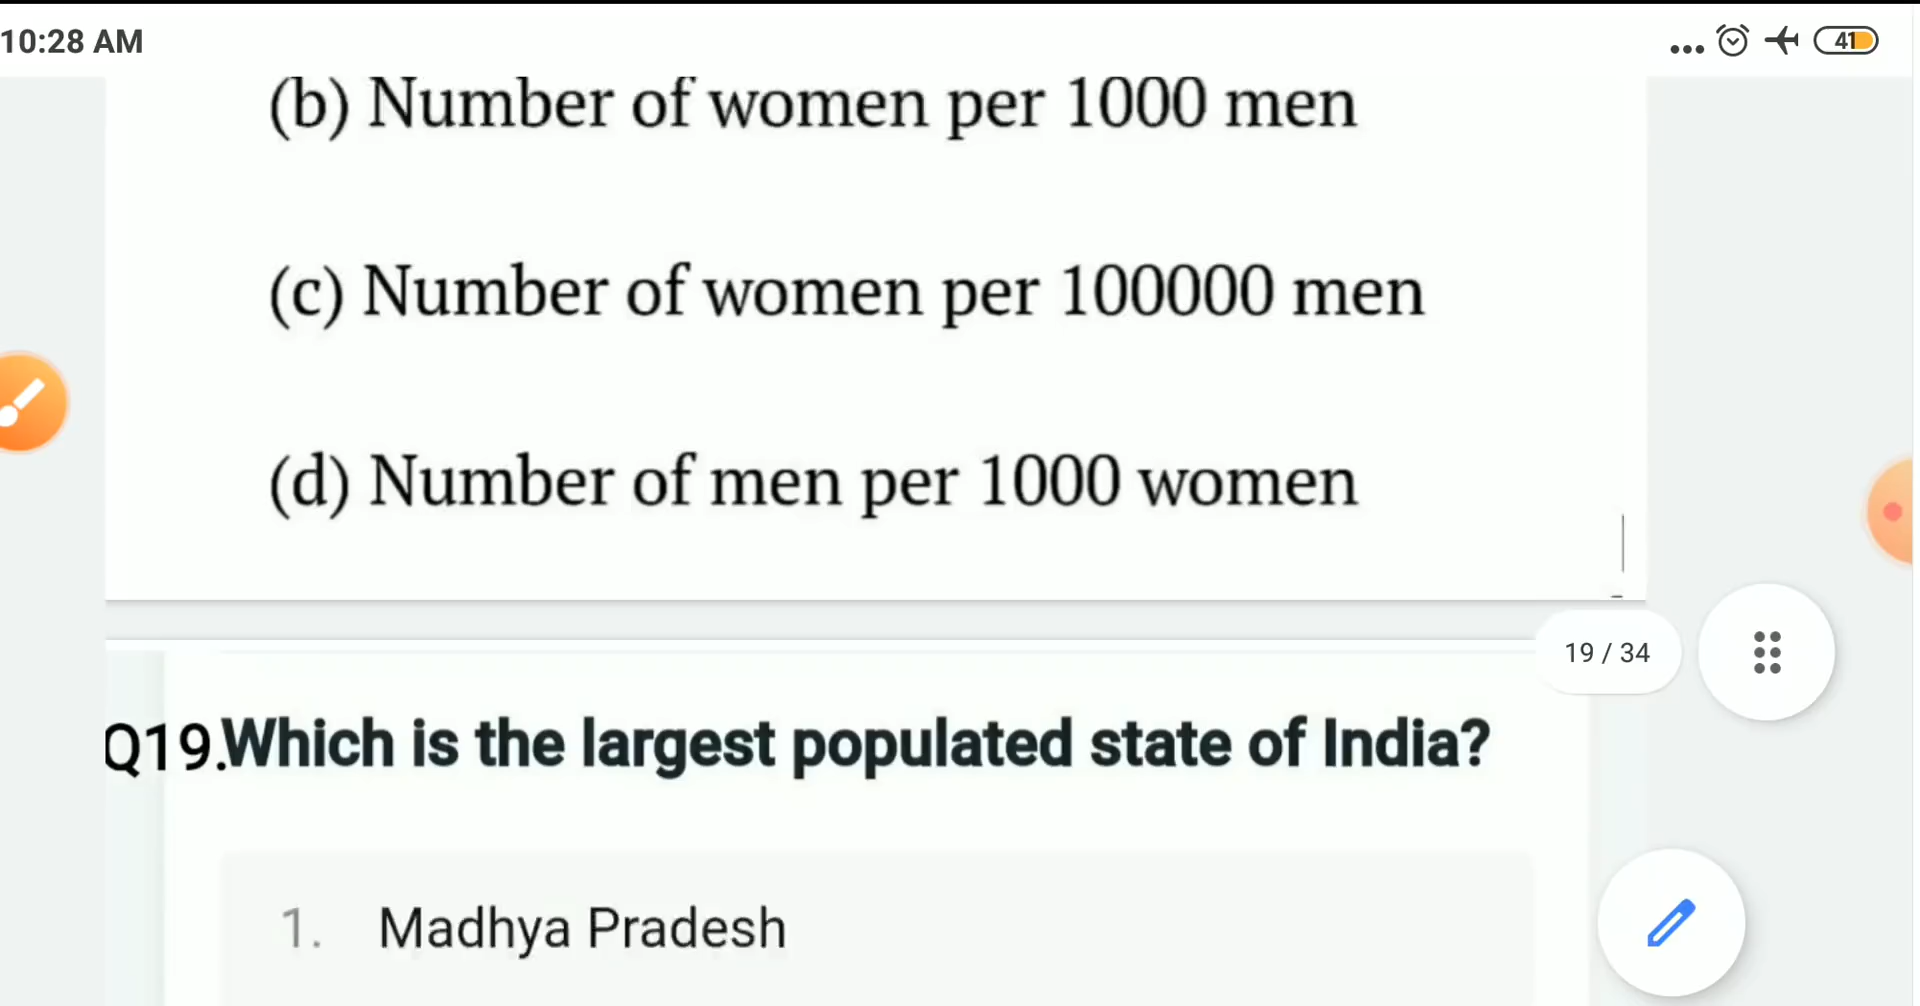 10:28 AM
41
(b) Number of women per 1000 men
(c) Number of women per 100000 men
(d) Number of men per 1000 women
19 / 34
Q19.Which is the largest populated state of India?
1. Madhya Pradesh